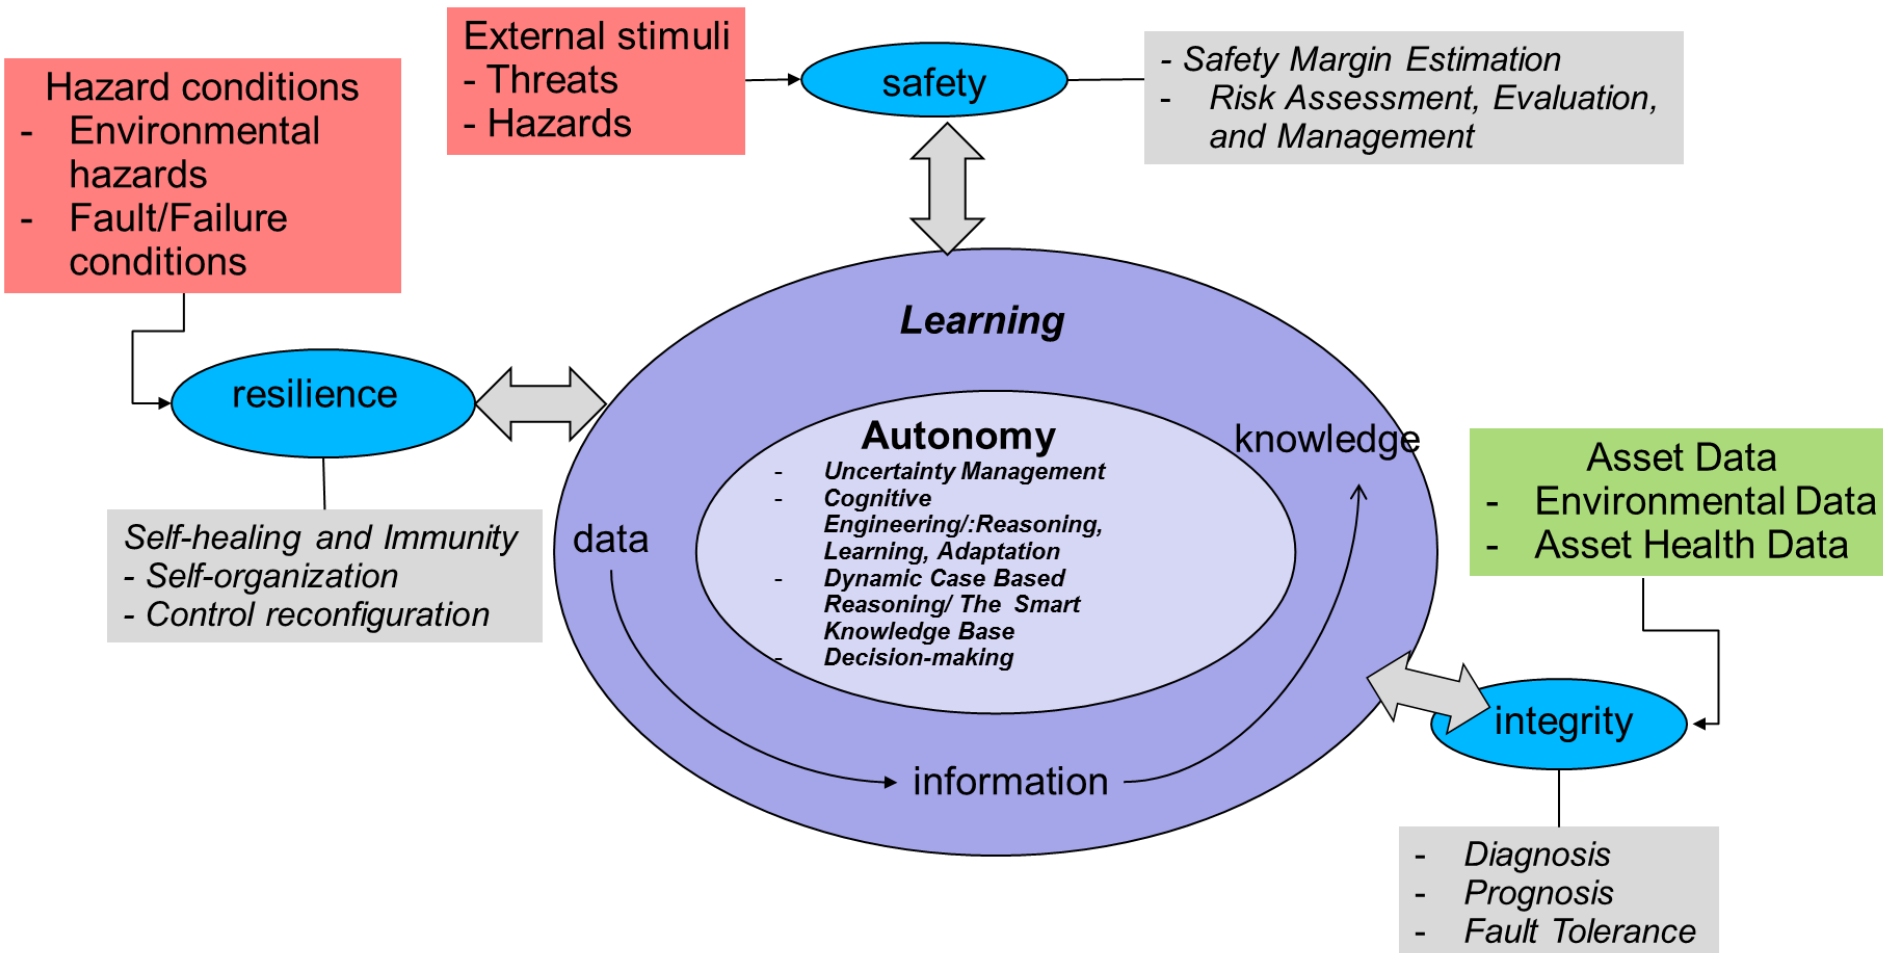 External stimuli
- Threats
- Hazards
safety
- Safety Margin Estimation
- Risk Assessment, Evaluation,
and Management
Hazard conditions
- Environmental
hazards
- Fault/Failure
conditions
Learning
resilience
Autonomy
- Uncertainty Management
- Cognitive
Engineering/:Reasoning,
Learning, Adaptation
- Dynamic Case Based
Reasoning/ The Smart
Knowledge Base
- Decision-making
knowledge
Asset Data
- Environmental Data
- Asset Health Data
Self-healing and Immunity
- Self-organization
- Control reconfiguration
data
information
integrity
- Diagnosis
- Prognosis
- Fault Tolerance